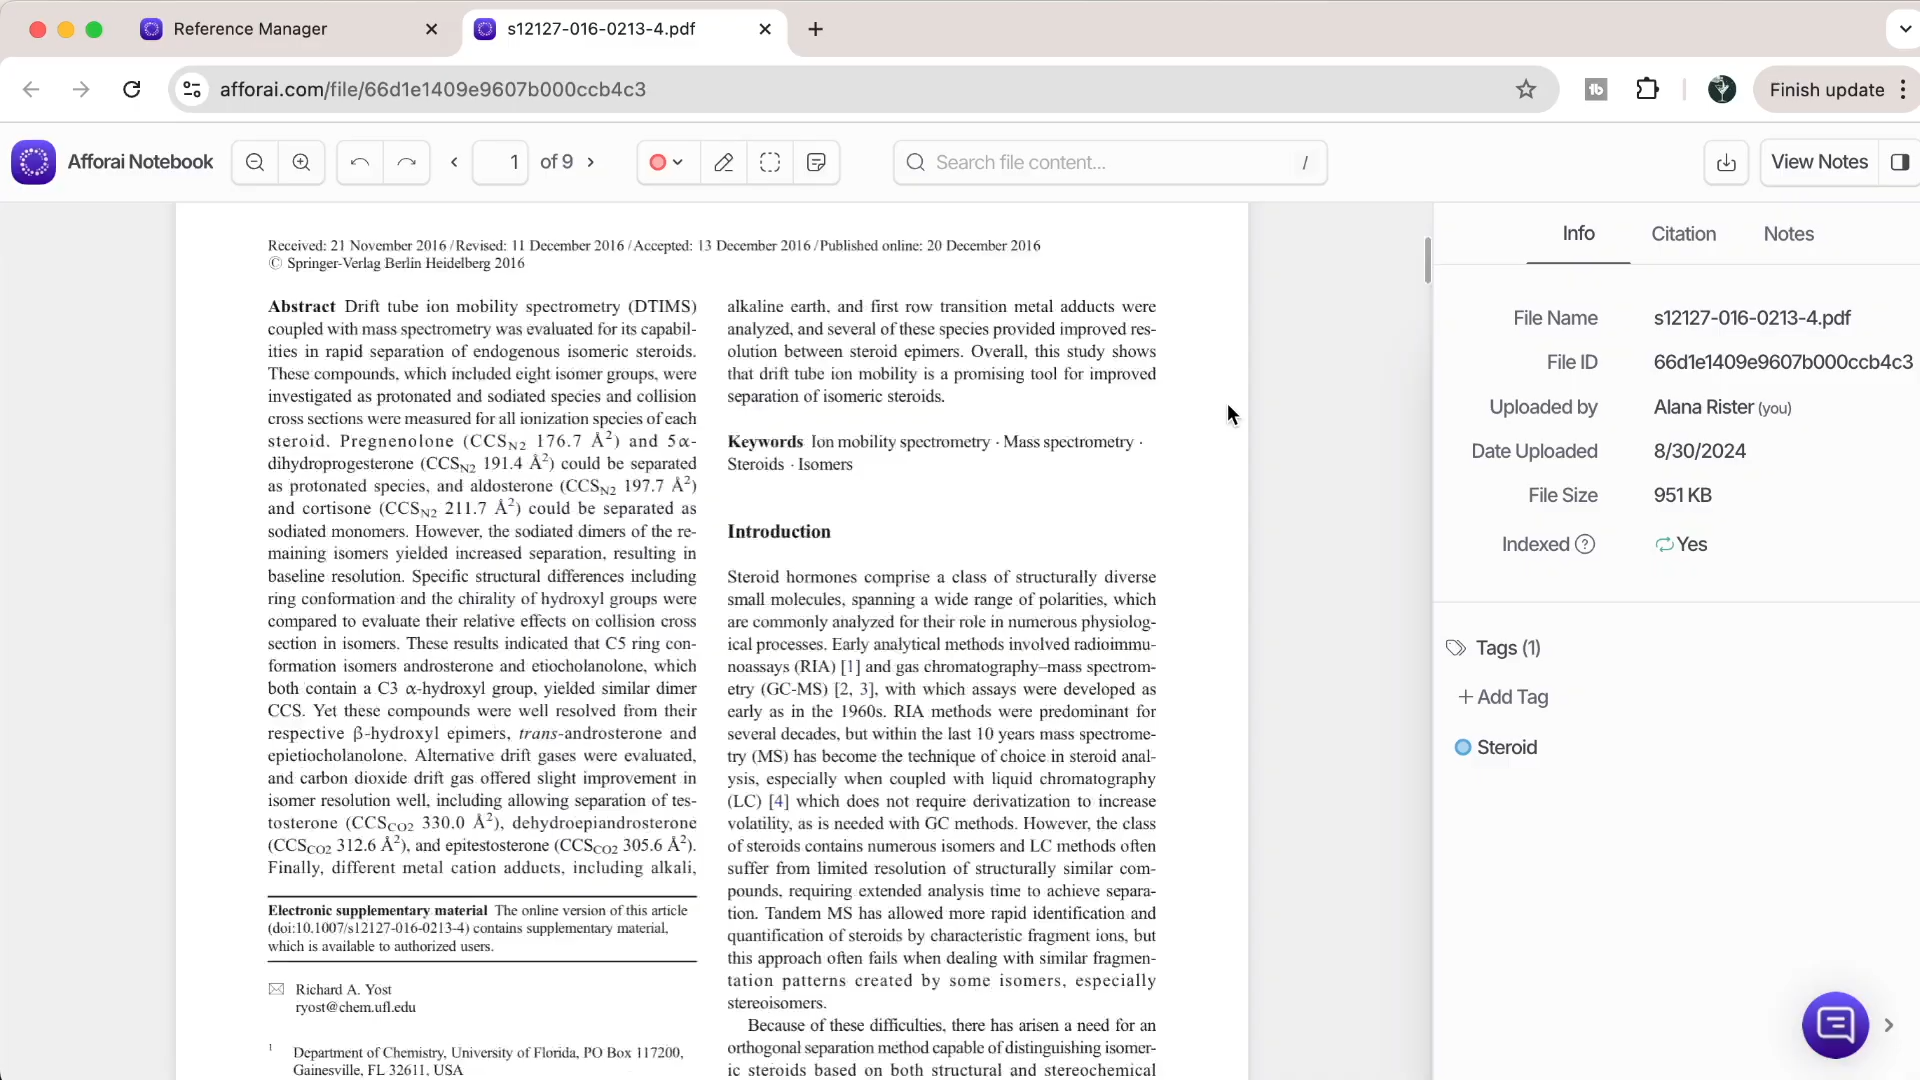 Reference Manager
s12127-016-0213-4.pdf
afforai.com/file/66d1e1409e9607b000ccb4c3
Finish update
Afforai Notebook
1 of 9
Search file content...
/
View Notes
Received: 21 November 2016 / Revised: 11 December 2016 / Accepted: 13 December 2016 / Published online: 20 December 2016
© Springer-Verlag Berlin Heidelberg 2016
Abstract Drift tube ion mobility spectrometry (DTIMS)
coupled with mass spectrometry was evaluated for its capabil-
ities in rapid separation of endogenous isomeric steroids.
These compounds, which included eight isomer groups, were
investigated as protonated and sodiated species and collision
cross sections were measured for all ionization species of each
steroid. Pregnenolone (CCSN2 176.7 Å2) and 5α-
dihydroprogesterone (CCSN2 191.4 Å2) could be separated
as protonated species, and aldosterone (CCSN2 197.7 Å2)
and cortisone (CCSN2 211.7 Å2) could be separated as
sodiated monomers. However, the sodiated dimers of the re-
maining isomers yielded increased separation, resulting in
baseline resolution. Specific structural differences including
ring conformation and the chirality of hydroxyl groups were
compared to evaluate their relative effects on collision cross
section in isomers. These results indicated that C5 ring con-
formation isomers androsterone and etiocholanolone, which
both contain a C3 α-hydroxyl group, yielded similar dimer
CCS. Yet these compounds were well resolved from their
respective β-hydroxyl epimers, trans-androsterone and
epietiocholanolone. Alternative drift gases were evaluated,
and carbon dioxide drift gas offered slight improvement in
isomer resolution well, including allowing separation of tes-
tosterone (CCSCO2 330.0 Å2), dehydroepiandrosterone
(CCSCO2 312.6 Å2), and epitestosterone (CCSCO2 305.6 Å2).
Finally, different metal cation adducts, including alkali,
Electronic supplementary material The online version of this article
(doi:10.1007/s12127-016-0213-4) contains supplementary material,
which is available to authorized users.
Richard A. Yost
ryost@chem.ufl.edu
1 Department of Chemistry, University of Florida, PO Box 117200,
Gainesville, FL 32611, USA
alkaline earth, and first row transition metal adducts were
analyzed, and several of these species provided improved res-
olution between steroid epimers. Overall, this study shows
that drift tube ion mobility is a promising tool for improved
separation of isomeric steroids.
Keywords Ion mobility spectrometry · Mass spectrometry ·
Steroids · Isomers
Introduction
Steroid hormones comprise a class of structurally diverse
small molecules, spanning a wide range of polarities, which
are commonly analyzed for their role in numerous physiolog-
ical processes. Early analytical methods involved radioimmu-
noassays (RIA) [1] and gas chromatography–mass spectrom-
etry (GC-MS) [2, 3], with which assays were developed as
early as in the 1960s. RIA methods were predominant for
several decades, but within the last 10 years mass spectrome-
try (MS) has become the technique of choice in steroid anal-
ysis, especially when coupled with liquid chromatography
(LC) [4] which does not require derivatization to increase
volatility, as is needed with GC methods. However, the class
of steroids contains numerous isomers and LC methods often
suffer from limited resolution of structurally similar com-
pounds, requiring extended analysis time to achieve separa-
tion. Tandem MS has allowed more rapid identification and
quantification of steroids by characteristic fragment ions, but
this approach often fails when dealing with similar fragmen-
tation patterns created by some isomers, especially
stereoisomers.
Because of these difficulties, there has arisen a need for an
orthogonal separation method capable of distinguishing isomer-
ic steroids based on both structural and stereochemical
Info Citation Notes
File Name s12127-016-0213-4.pdf
File ID 66d1e1409e9607b000ccb4c3
Uploaded by Alana Rister (you)
Date Uploaded 8/30/2024
File Size 951 KB
Indexed ? Yes
Tags (1)
+ Add Tag
Steroid